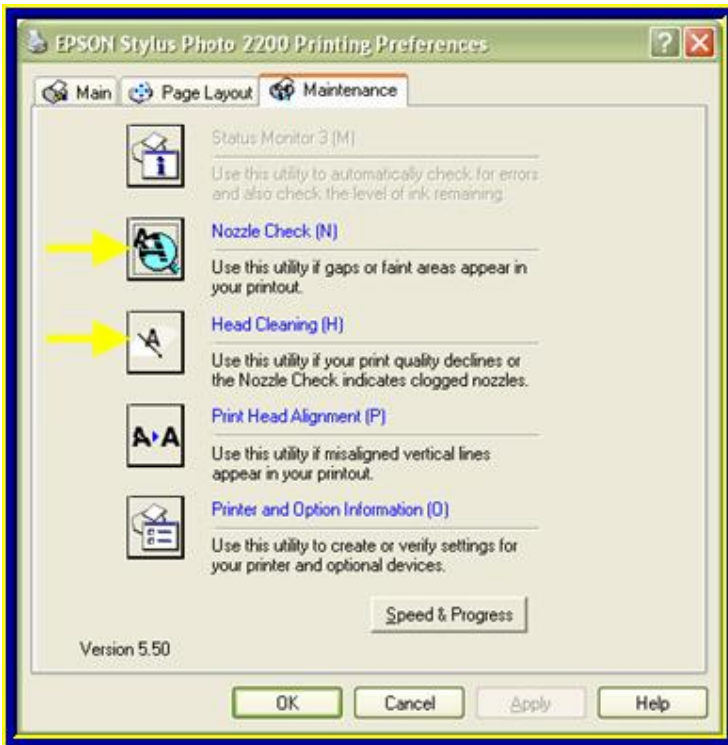 EPSON Stylus Photo 2200 Printing Preferences
Main Page Layout Maintenance
Status Monitor 3 (M)
Use this utility to automatically check for errors
and also check the level of ink remaining.
Nozzle Check (N)
Use this utility if gaps or faint areas appear in
your printout.
Head Cleaning (H)
Use this utility if your print quality declines or
the Nozzle Check indicates clogged nozzles.
Print Head Alignment (P)
Use this utility if misaligned vertical lines
appear in your printout.
Printer and Option Information (O)
Use this utility to create or verify settings for
your printer and optional devices.
Speed & Progress
Version 5.50
OK Cancel Apply Help